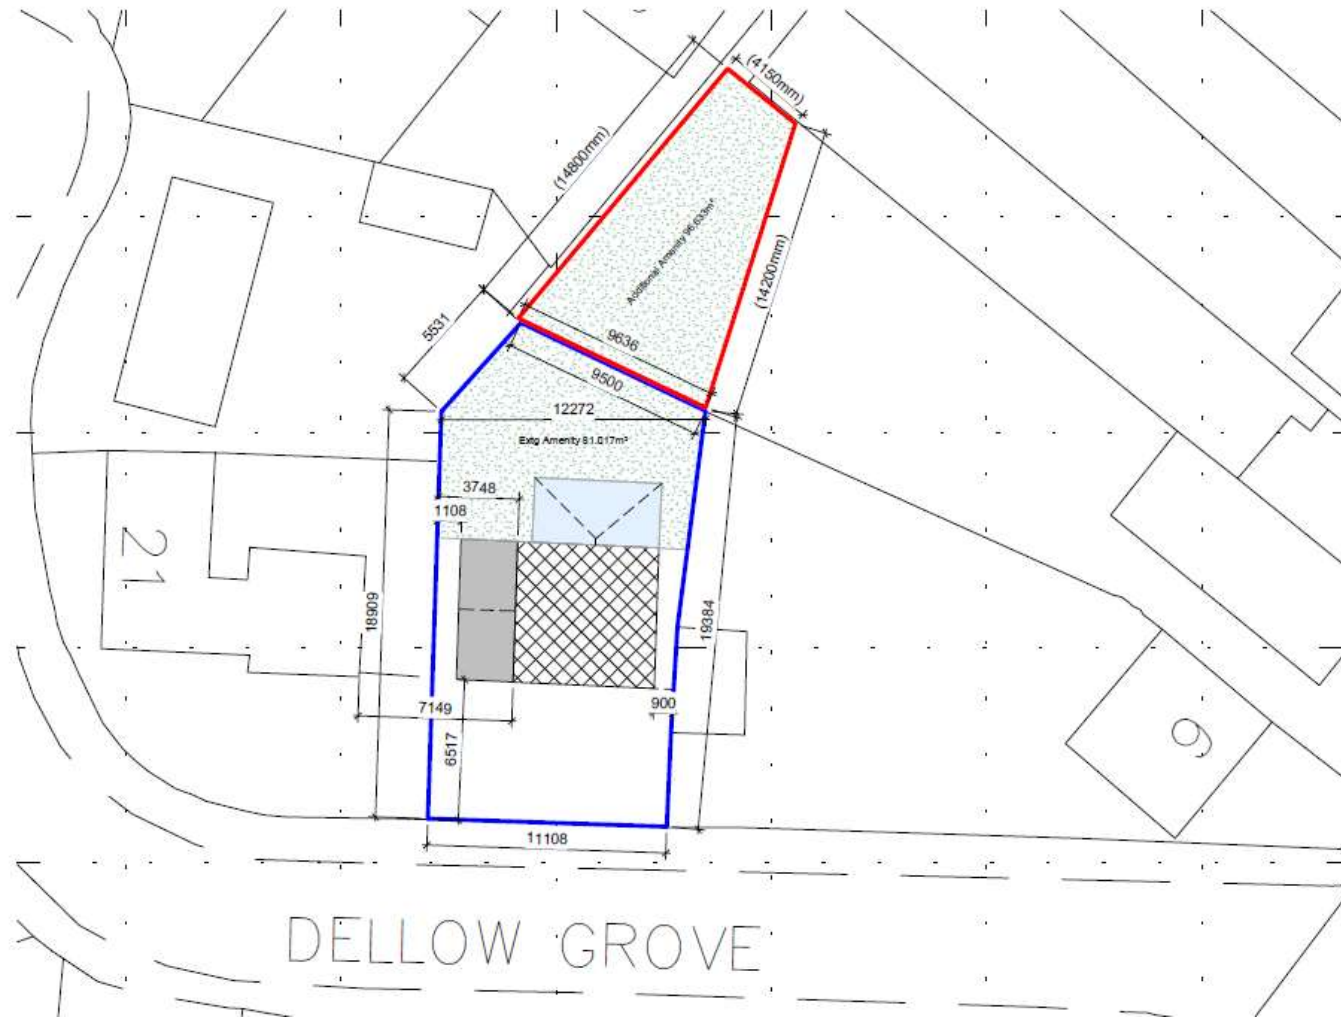 (4150mm)
(14800mm)
Additional Amenity 96.633m²
(14200mm)
5531
9636
9500
12272
Extg Amenity 81.017m²
3748
1108
21
18909
19384
7149
900
6517
9
11108
DELLOW GROVE